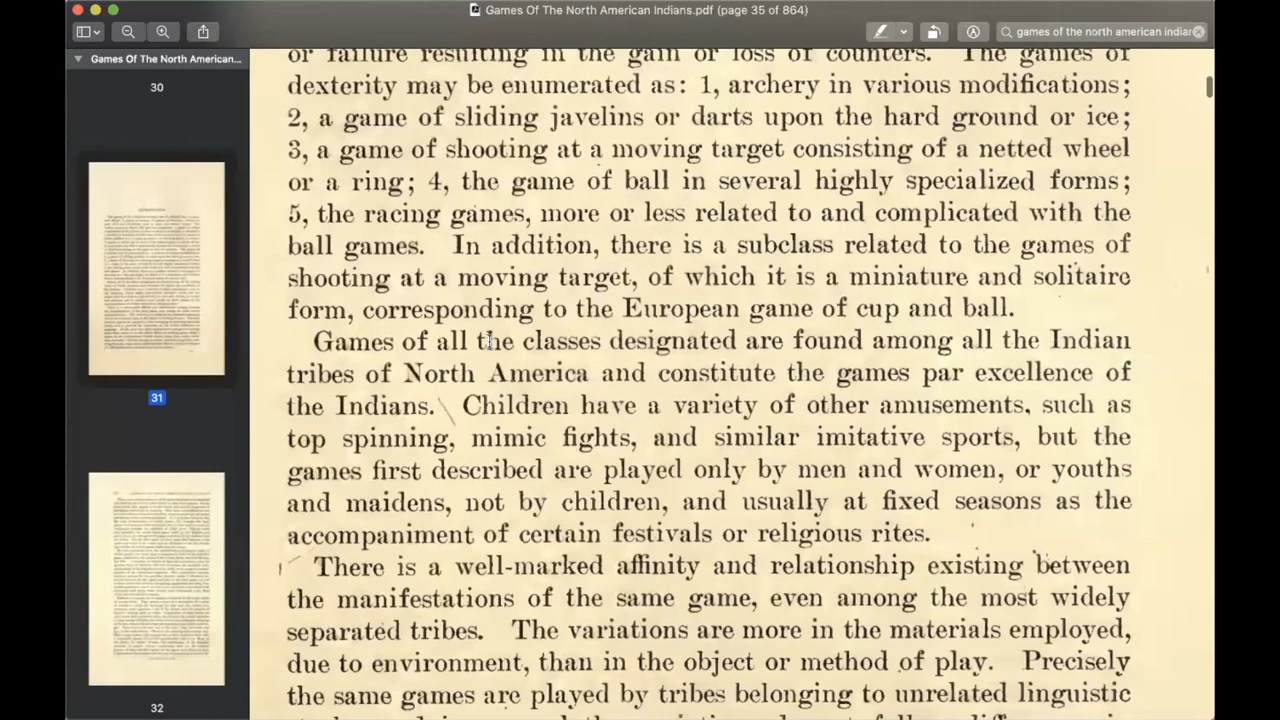 Games Of The North American Indians.pdf (page 35 of 864)
games of the north american indian
Games Of The North American...
30
31
32
or failure resulting in the gain or loss of counters. The games of
dexterity may be enumerated as: 1, archery in various modifications;
2, a game of sliding javelins or darts upon the hard ground or ice;
3, a game of shooting at a moving target consisting of a netted wheel
or a ring; 4, the game of ball in several highly specialized forms;
5, the racing games, more or less related to and complicated with the
ball games. In addition, there is a subclass related to the games of
shooting at a moving target, of which it is a miniature and solitaire
form, corresponding to the European game of cup and ball.
Games of all the classes designated are found among all the Indian
tribes of North America and constitute the games par excellence of
the Indians. Children have a variety of other amusements, such as
top spinning, mimic fights, and similar imitative sports, but the
games first described are played only by men and women, or youths
and maidens, not by children, and usually at fixed seasons as the
accompaniment of certain festivals or religious rites.
There is a well-marked affinity and relationship existing between
the manifestations of the same game, even among the most widely
separated tribes. The variations are more in the materials employed,
due to environment, than in the object or method of play. Precisely
the same games are played by tribes belonging to unrelated linguistic